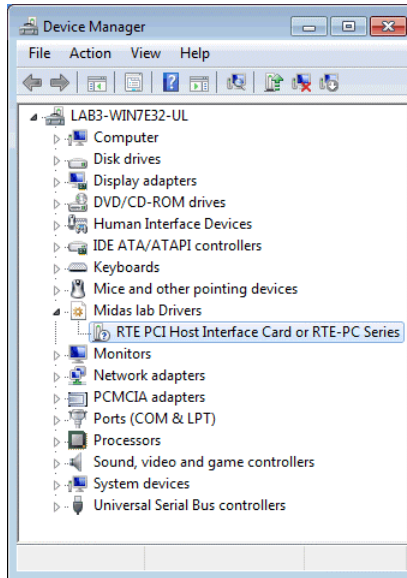 Device Manager
File Action View Help
LAB3-WIN7E32-UL
Computer
Disk drives
Display adapters
DVD/CD-ROM drives
Human Interface Devices
IDE ATA/ATAPI controllers
Keyboards
Mice and other pointing devices
Midas lab Drivers
RTE PCI Host Interface Card or RTE-PC Series
Monitors
Network adapters
PCMCIA adapters
Ports (COM & LPT)
Processors
Sound, video and game controllers
System devices
Universal Serial Bus controllers